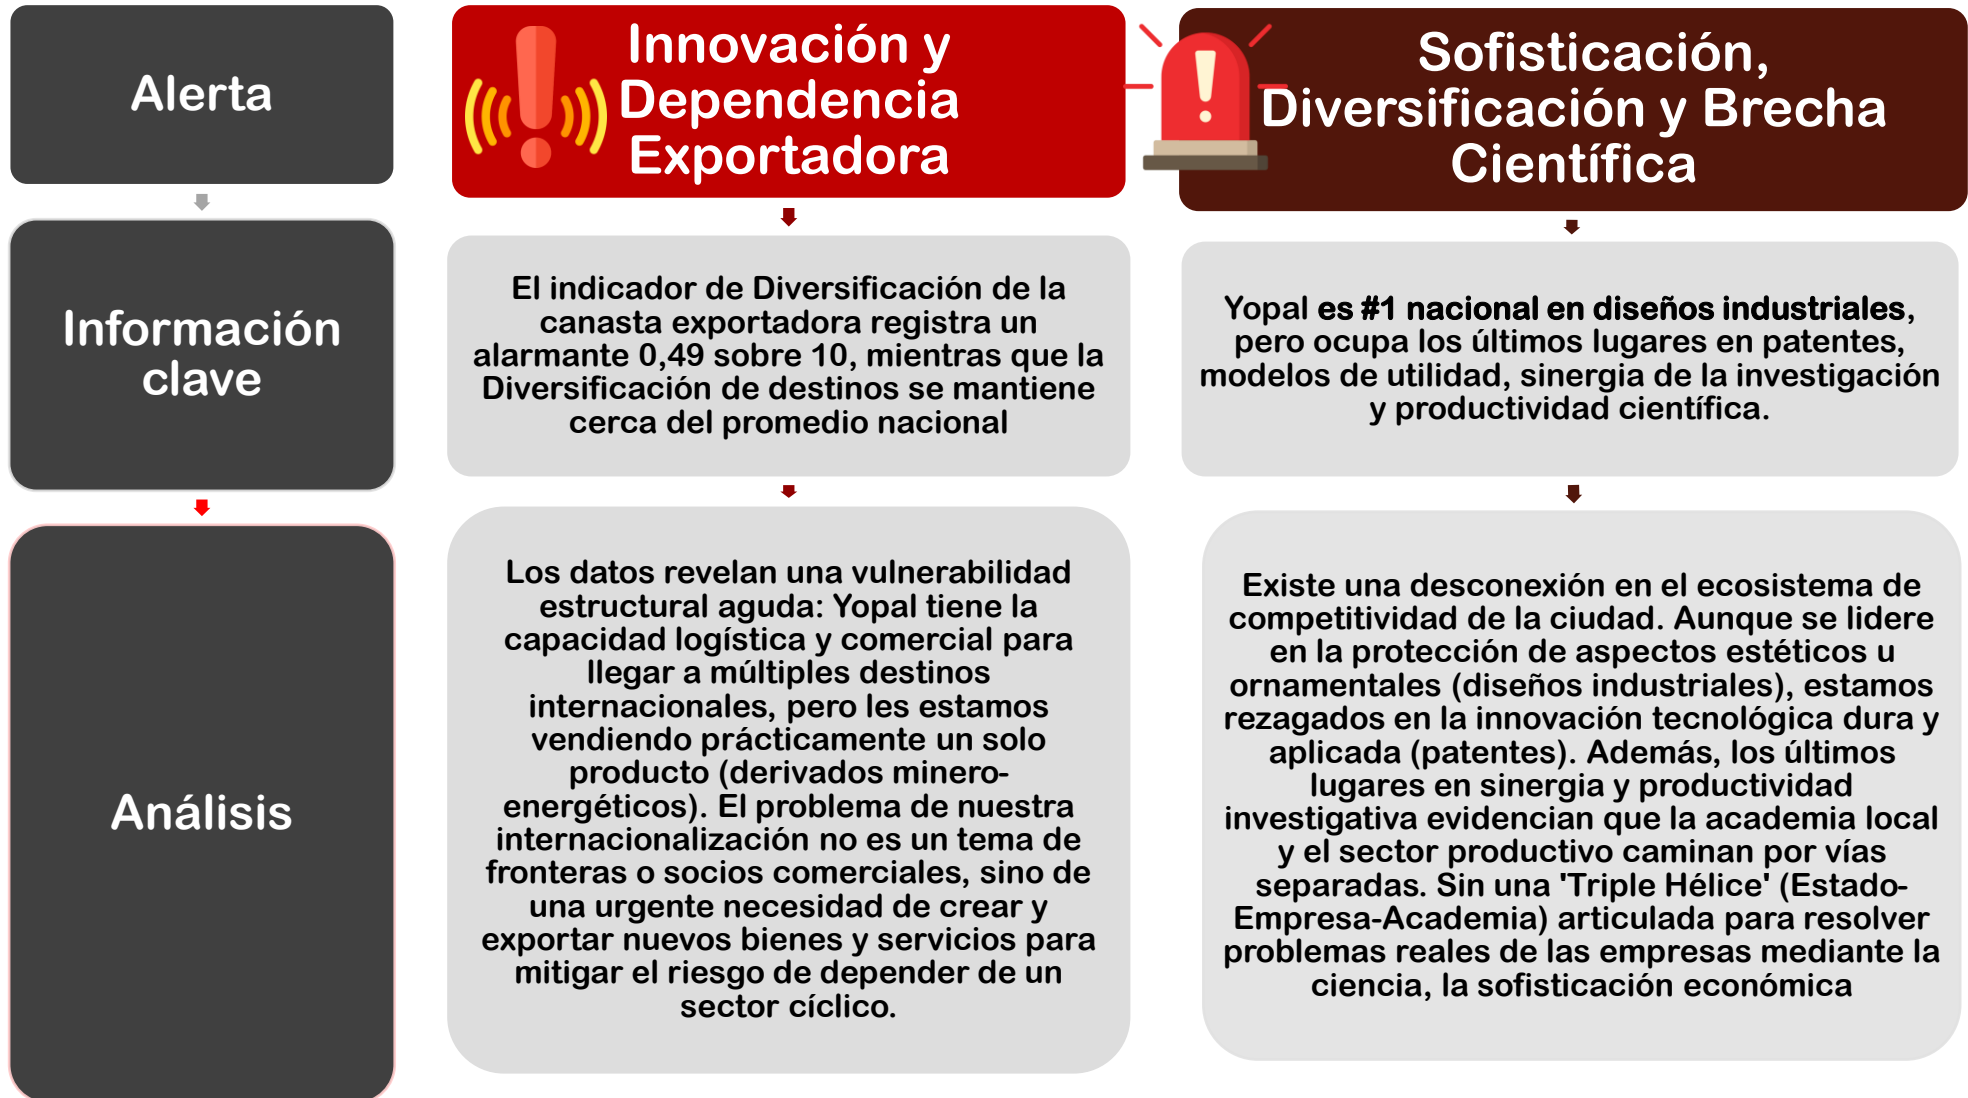 Alerta
Innovación y
Dependencia
Exportadora
Sofisticación,
Diversificación y Brecha
Científica
Información
clave
El indicador de Diversificación de la
canasta exportadora registra un
alarmante 0,49 sobre 10, mientras que la
Diversificación de destinos se mantiene
cerca del promedio nacional
Yopal es #1 nacional en diseños industriales,
pero ocupa los últimos lugares en patentes,
modelos de utilidad, sinergia de la investigación
y productividad científica.
Análisis
Los datos revelan una vulnerabilidad
estructural aguda: Yopal tiene la
capacidad logística y comercial para
llegar a múltiples destinos
internacionales, pero les estamos
vendiendo prácticamente un solo
producto (derivados minero-
energéticos). El problema de nuestra
internacionalización no es un tema de
fronteras o socios comerciales, sino de
una urgente necesidad de crear y
exportar nuevos bienes y servicios para
mitigar el riesgo de depender de un
sector cíclico.
Existe una desconexión en el ecosistema de
competitividad de la ciudad. Aunque se lidere
en la protección de aspectos estéticos u
ornamentales (diseños industriales), estamos
rezagados en la innovación tecnológica dura y
aplicada (patentes). Además, los últimos
lugares en sinergia y productividad
investigativa evidencian que la academia local
y el sector productivo caminan por vías
separadas. Sin una 'Triple Hélice' (Estado-
Empresa-Academia) articulada para resolver
problemas reales de las empresas mediante la
ciencia, la sofisticación económica